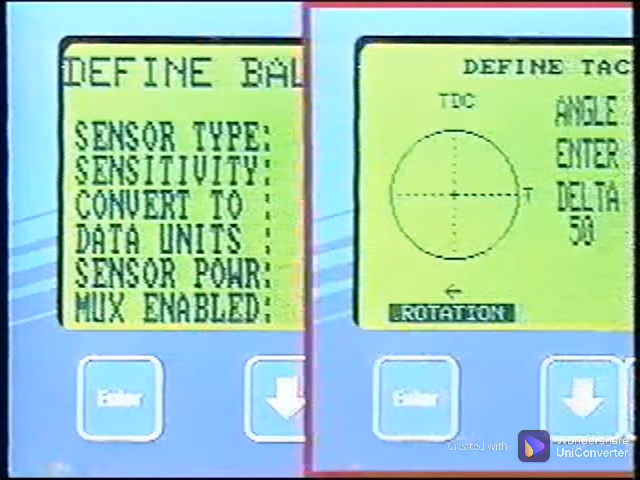 DEFINE BAL
SENSOR TYPE:
SENSITIVITY:
CONVERT TO :
DATA UNITS :
SENSOR POWR:
MUX ENABLED:
Enter
DEFINE TAC
TDC
ANGLE
ENTER
T
DELTA
50
←
ROTATION
Enter
Created with
Wondershare
UniConverter